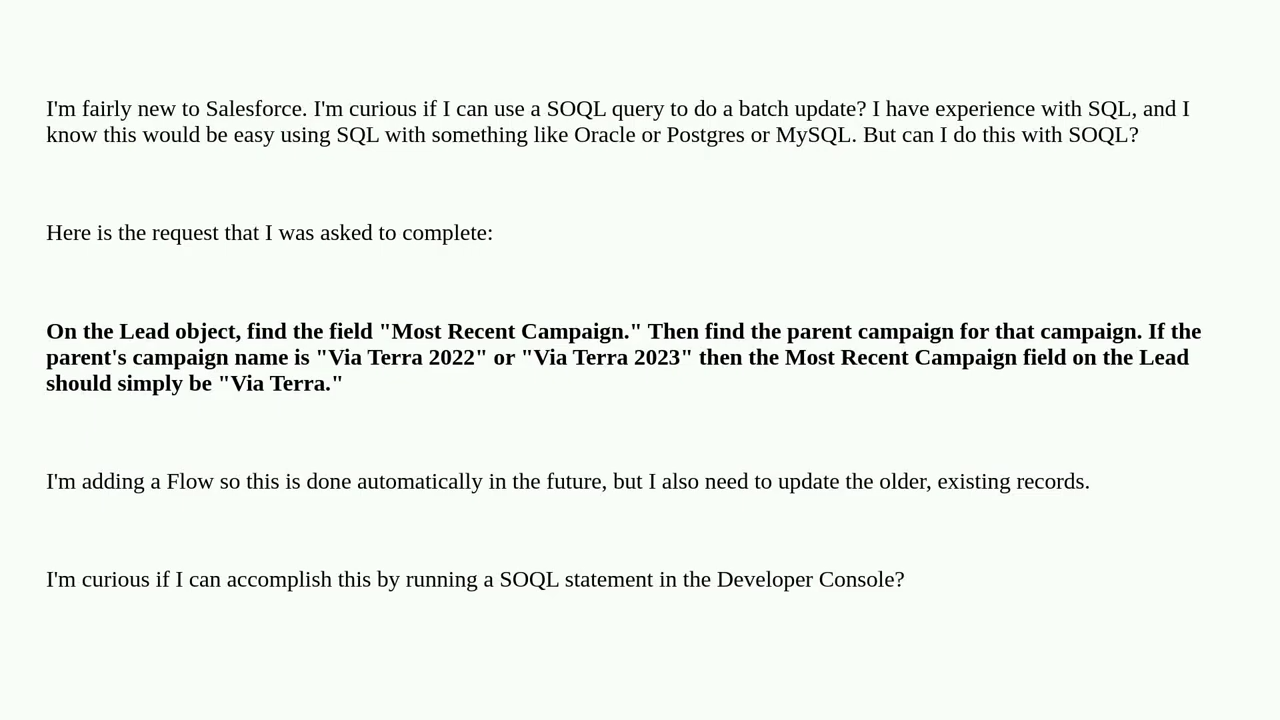 I'm fairly new to Salesforce. I'm curious if I can use a SOQL query to do a batch update? I have experience with SQL, and I
know this would be easy using SQL with something like Oracle or Postgres or MySQL. But can I do this with SOQL?
Here is the request that I was asked to complete:
On the Lead object, find the field "Most Recent Campaign." Then find the parent campaign for that campaign. If the
parent's campaign name is "Via Terra 2022" or "Via Terra 2023" then the Most Recent Campaign field on the Lead
should simply be "Via Terra."
I'm adding a Flow so this is done automatically in the future, but I also need to update the older, existing records.
I'm curious if I can accomplish this by running a SOQL statement in the Developer Console?